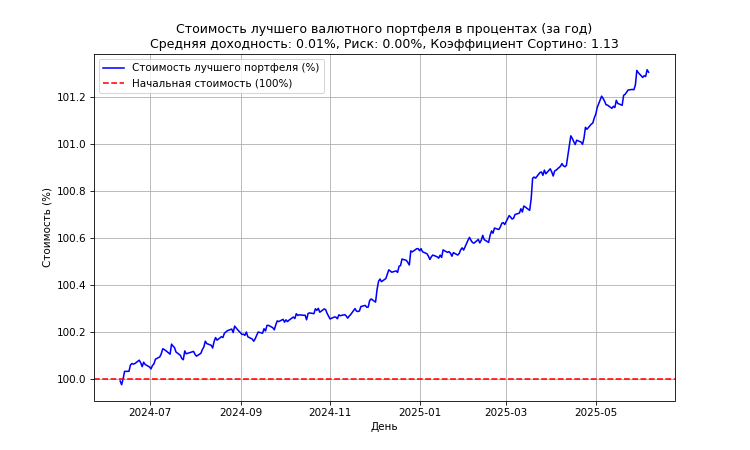 Стоимость лучшего валютного портфеля в процентах (за год)
Средняя доходность: 0.01%, Риск: 0.00%, Коэффициент Сортино: 1.13
Стоимость лучшего портфеля (%)
Начальная стоимость (100%)
Стоимость (%)
101.2
101.0
100.8
100.6
100.4
100.2
100.0
2024-07
2024-09
2024-11
2025-01
2025-03
2025-05
День